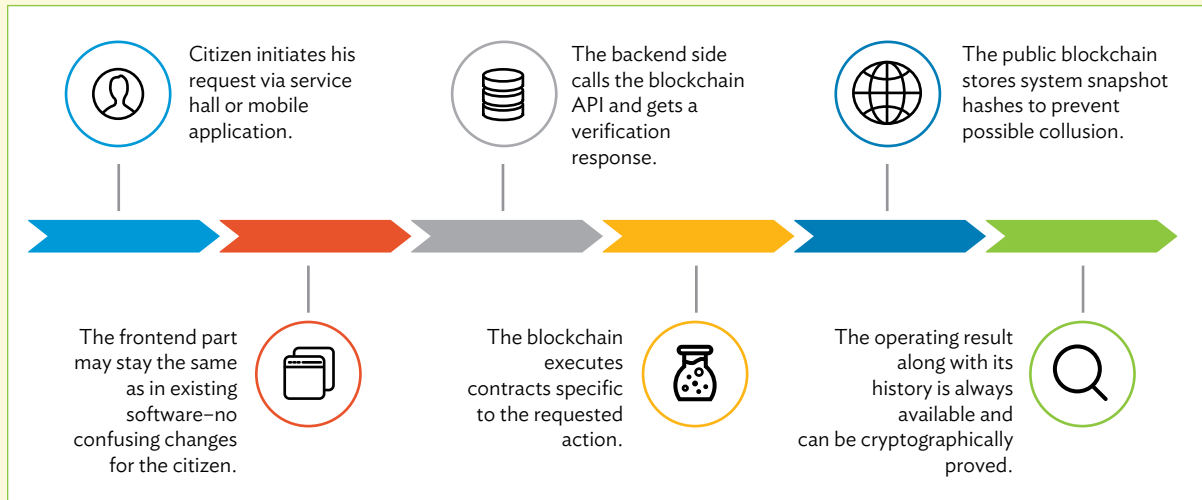 Citizen initiates his
request via service
hall or mobile
application.
The frontend part
may stay the same
as in existing
software–no
confusing changes
for the citizen.
The backend side
calls the blockchain
API and gets a
verification
response.
The blockchain
executes
contracts specific
to the requested
action.
The public blockchain
stores system snapshot
hashes to prevent
possible collusion.
The operating result
along with its
history is always
available and
can be cryptographically
proved.